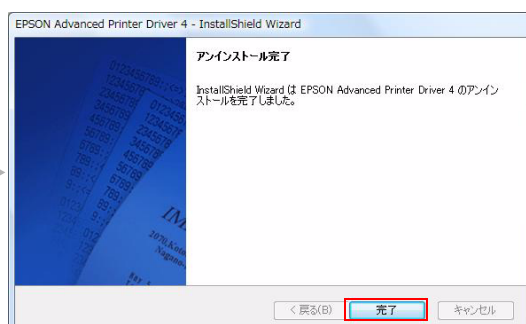 EPSON Advanced Printer Driver 4 - InstallShield Wizard
アンインストール完了
InstallShield Wizard は EPSON Advanced Printer Driver 4 のアンイン
ストールを完了しました。
0123456789
2070,
< 戻る(B)
完了
キャンセル